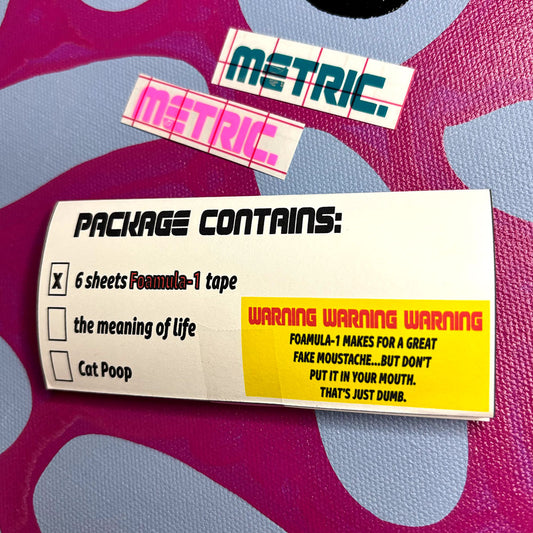 METRIC.
METRIC.
PACKAGE CONTAINS:
X 6 sheets Foamula-1 tape
the meaning of life
Cat Poop
WARNING WARNING WARNING
FOAMULA-1 MAKES FOR A GREAT
FAKE MOUSTACHE...BUT DON'T
PUT IT IN YOUR MOUTH.
THAT'S JUST DUMB.